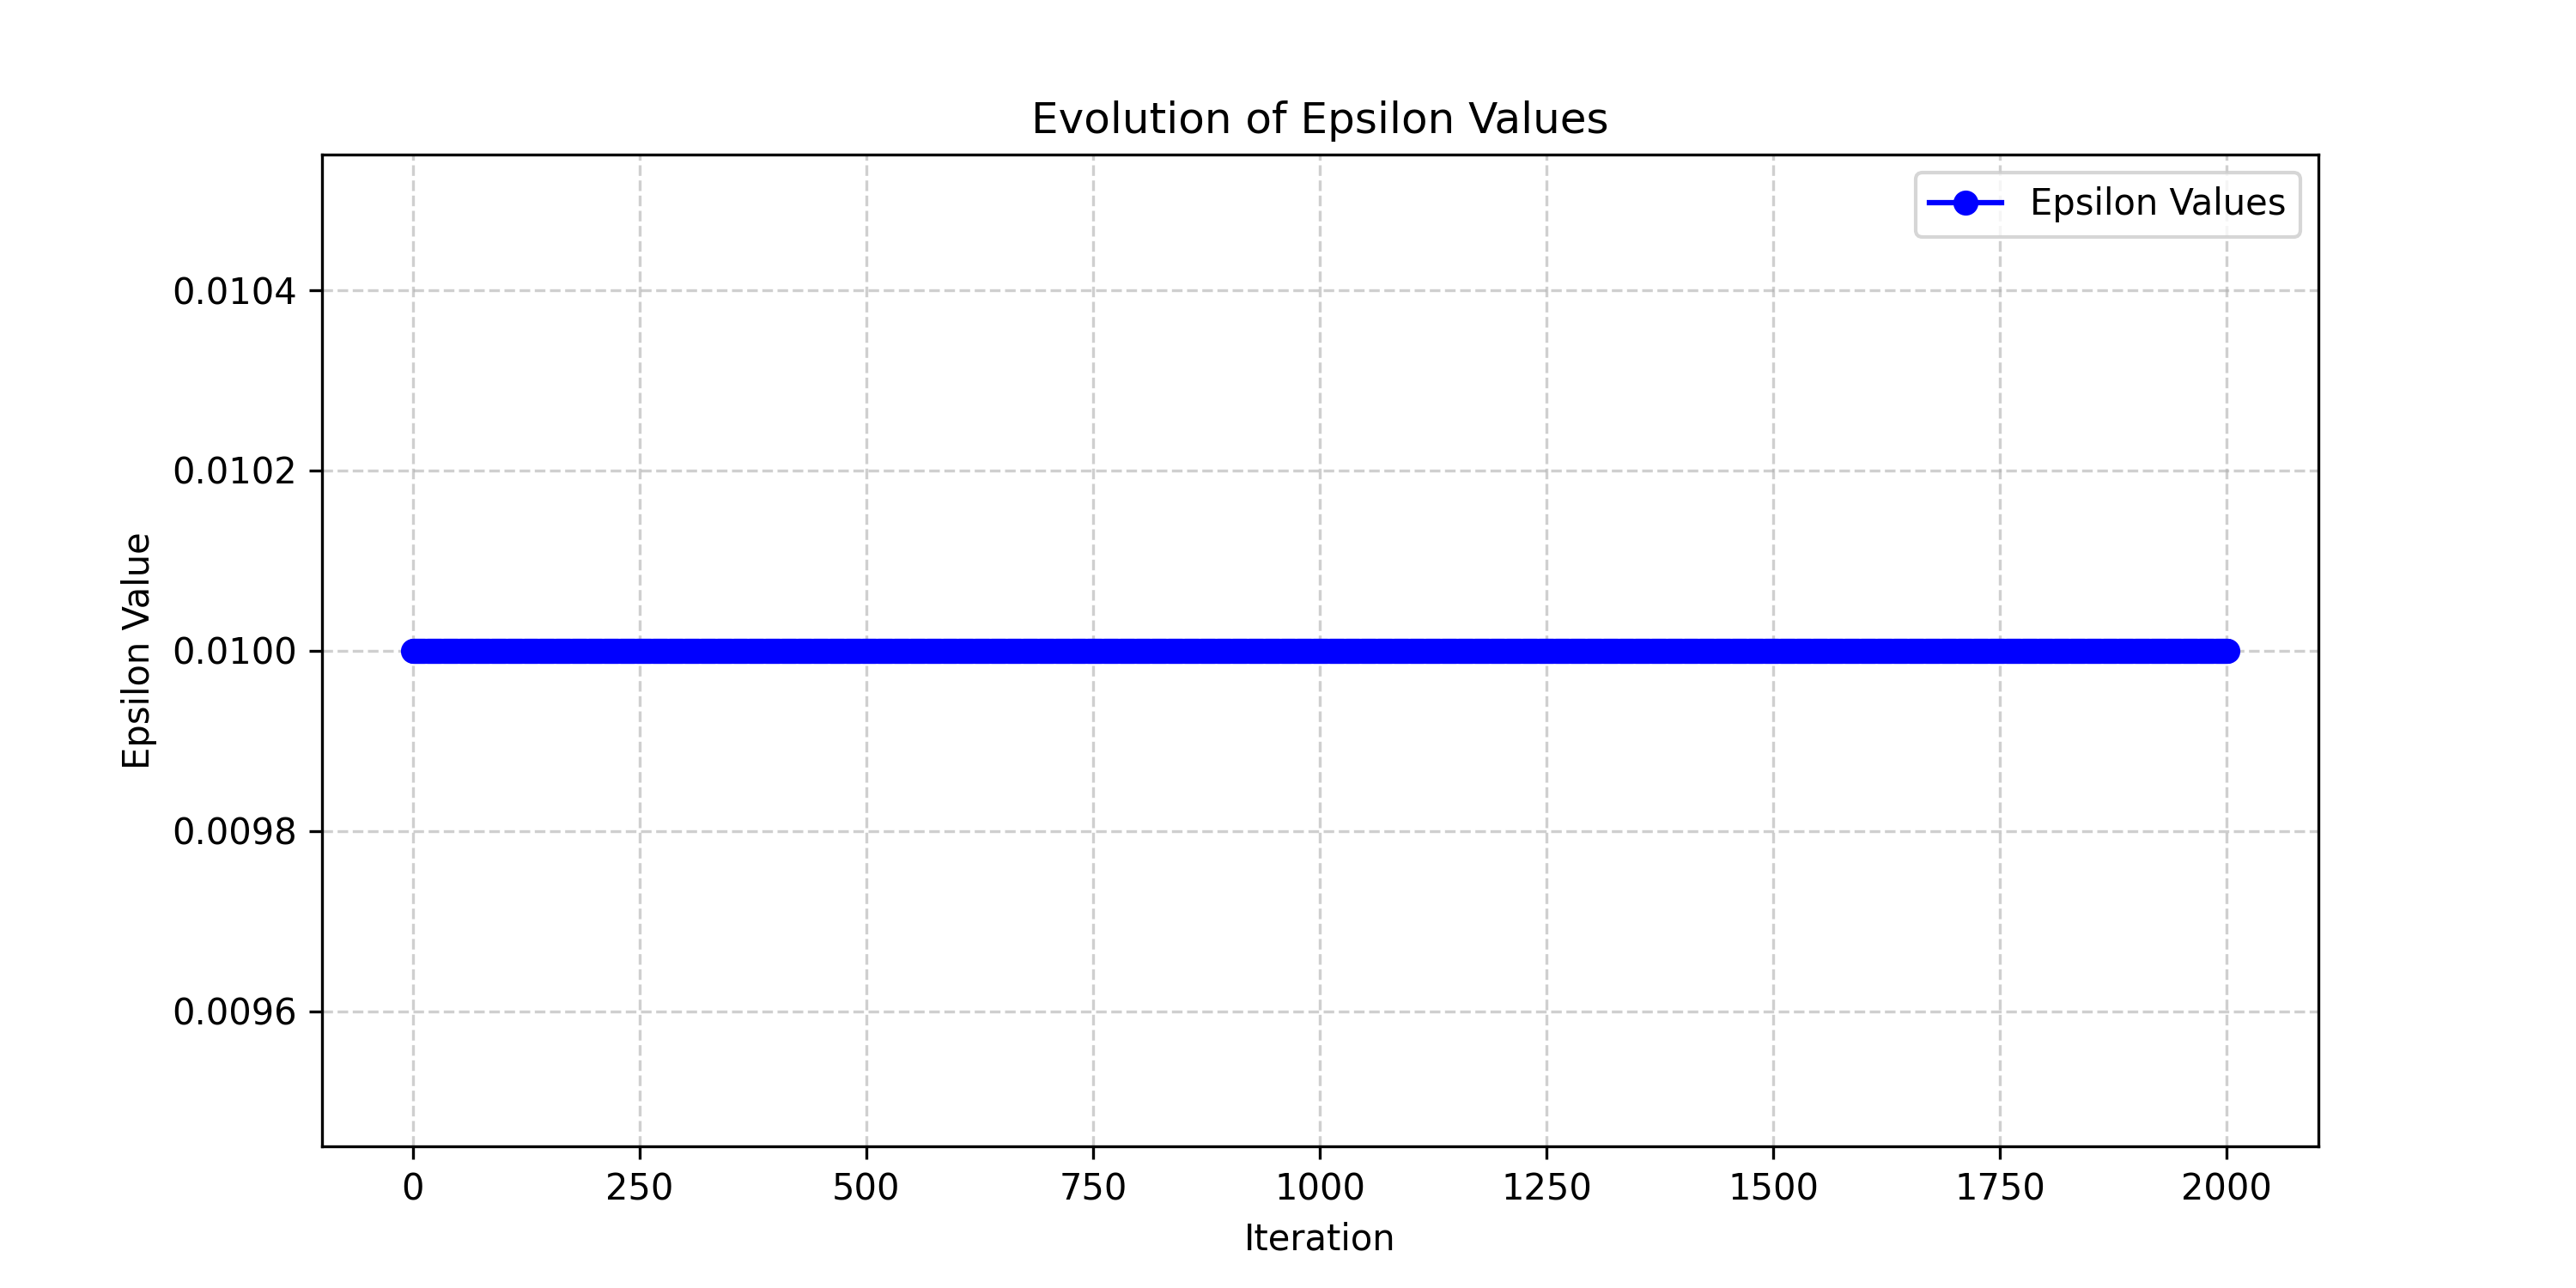 Evolution of Epsilon Values
Epsilon Values
0.0104
0.0102
0.0100
0.0098
0.0096
Epsilon Value
0 250 500 750 1000 1250 1500 1750 2000
Iteration